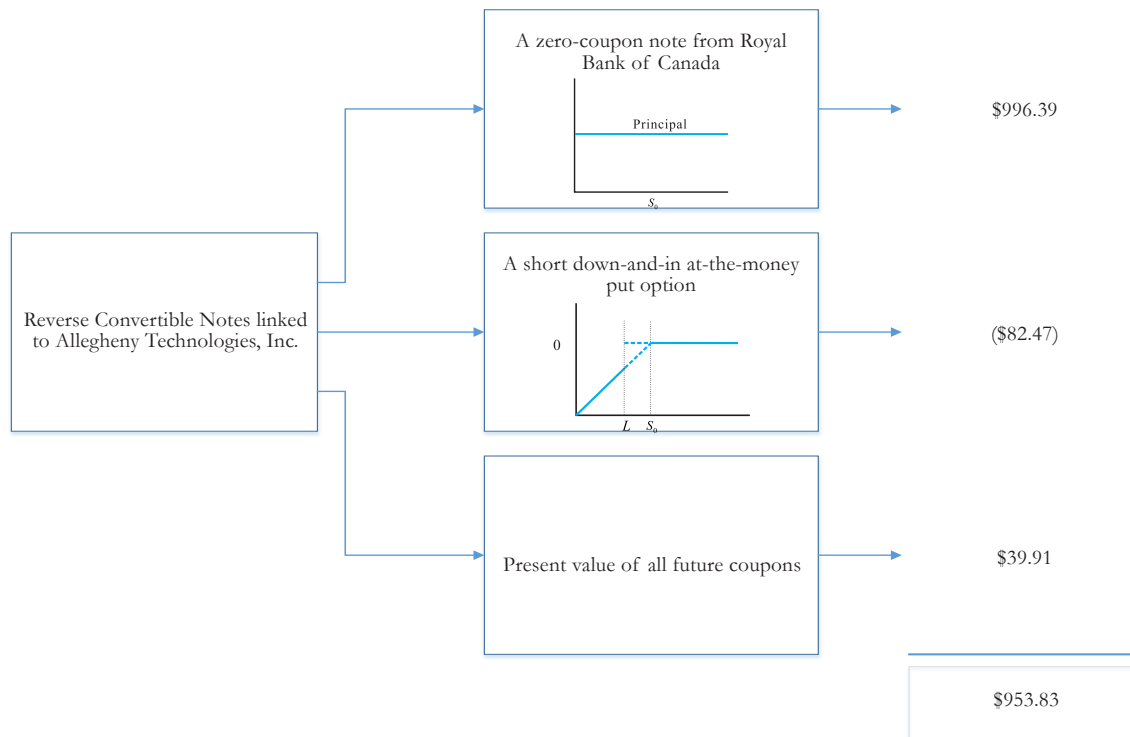 A zero-coupon note from Royal
Bank of Canada
Principal
S₀
$996.39
Reverse Convertible Notes linked
to Allegheny Technologies, Inc.
A short down-and-in at-the-money
put option
0
L S₀
($82.47)
Present value of all future coupons
$39.91
$953.83